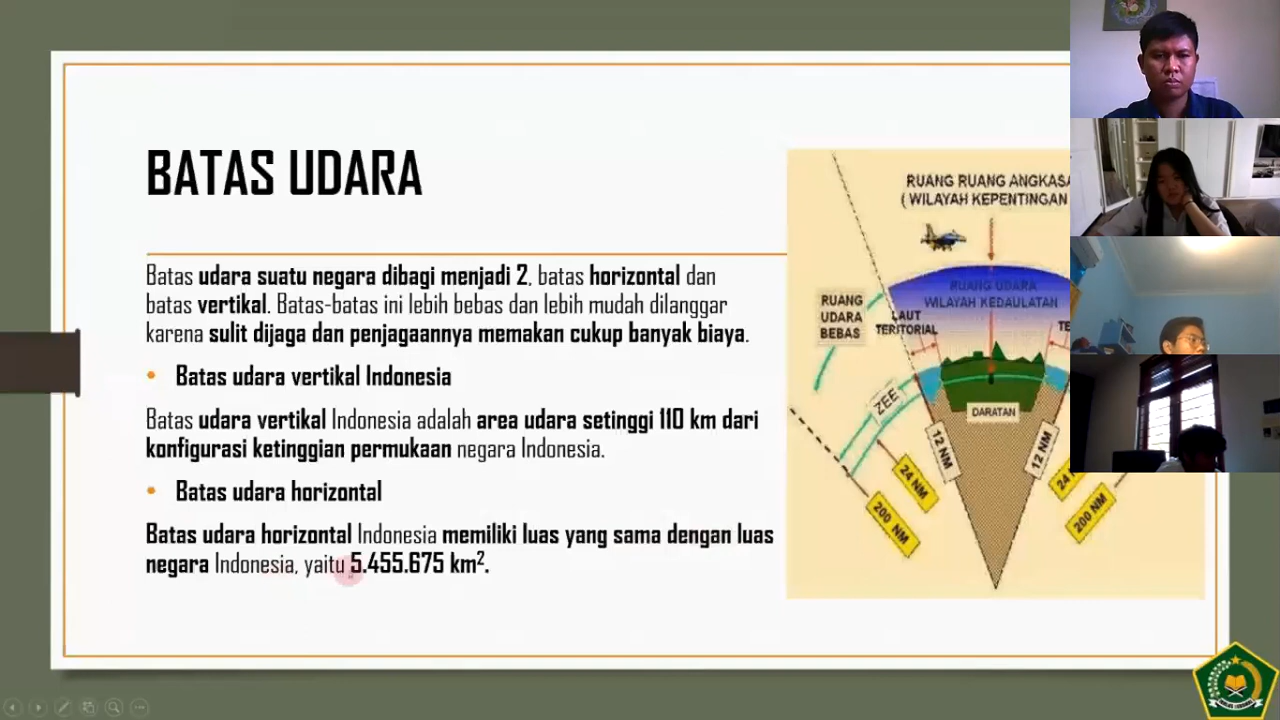 BATAS UDARA
Batas udara suatu negara dibagi menjadi 2, batas horizontal dan
batas vertikal. Batas-batas ini lebih bebas dan lebih mudah dilanggar
karena sulit dijaga dan penjagaannya memakan cukup banyak biaya.
• Batas udara vertikal Indonesia
Batas udara vertikal Indonesia adalah area udara setinggi 110 km dari
konfigurasi ketinggian permukaan negara Indonesia.
• Batas udara horizontal
Batas udara horizontal Indonesia memiliki luas yang sama dengan luas
negara Indonesia, yaitu 5.455.675 km².
RUANG RUANG ANGKASA
( WILAYAH KEPENTINGAN
RUANG UDARA
WILAYAH KEDAULATAN
RUANG
UDARA
BEBAS
LAUT
TERITORIAL
TE
ZEE
DARATAN
12 NM
12 NM
24 NM
24
200 NM
200 NM